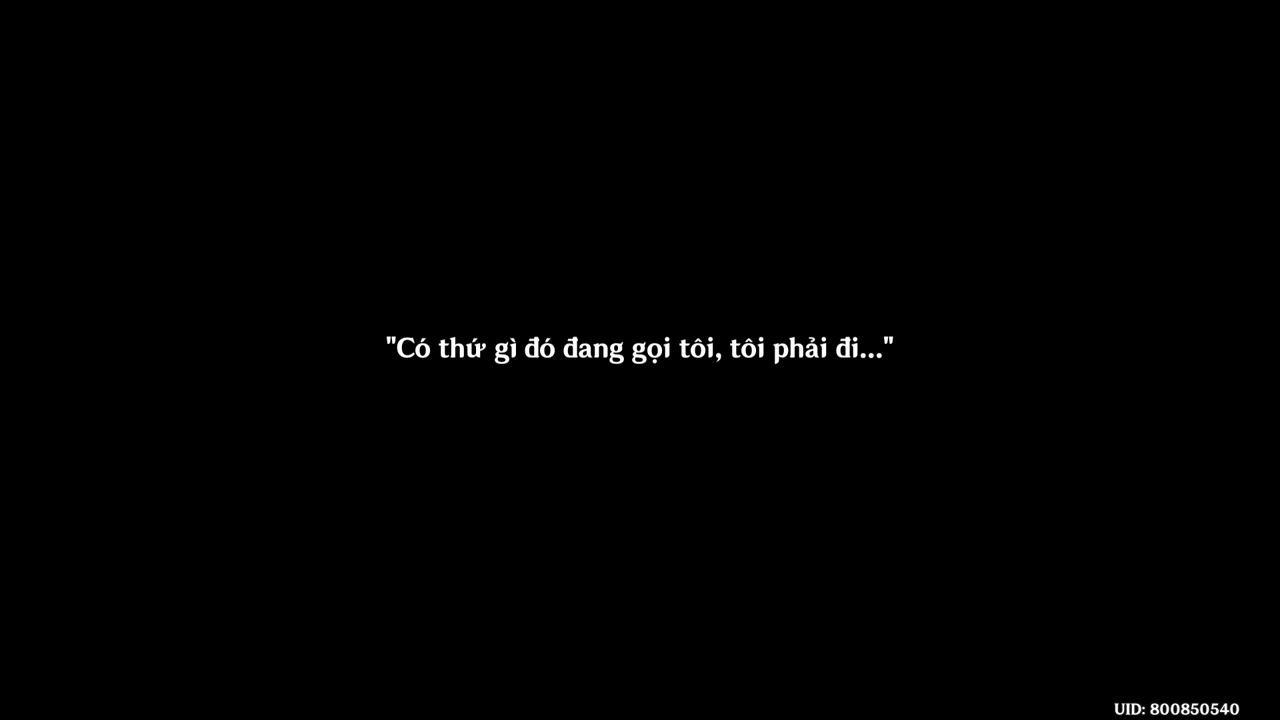 "Có thứ gì đó đang gọi tôi, tôi phải đi..."
UID: 800850540